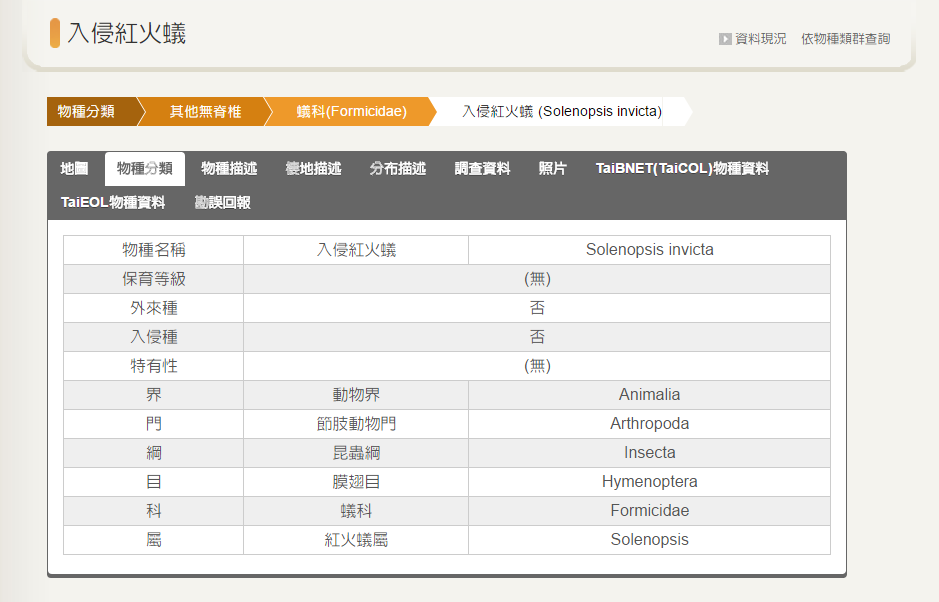 入侵紅火蟻
資料現況 依物種類群查詢
物種分類 其他無脊椎 蟻科(Formicidae) 入侵紅火蟻 (Solenopsis invicta)
地圖 物種分類 物種描述 棲地描述 分布描述 調查資料 照片 TaiBNET(TaiCOL)物種資料
TaiEOL物種資料 勘誤回報
物種名稱 入侵紅火蟻 Solenopsis invicta
保育等級 (無)
外來種 否
入侵種 否
特有性 (無)
界 動物界 Animalia
門 節肢動物門 Arthropoda
綱 昆蟲綱 Insecta
目 膜翅目 Hymenoptera
科 蟻科 Formicidae
屬 紅火蟻屬 Solenopsis